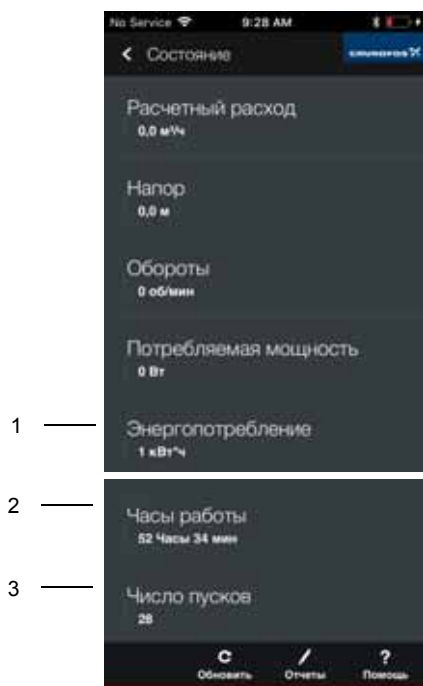 No Service 9:28 AM
Состояние
GRUNDFOS
Расчетный расход
0,0 м³/ч
Напор
0,0 м
Обороты
0 об/мин
Потребляемая мощность
0 Вт
1 Энергопотребление
1 кВт*ч
2 Часы работы
52 Часы 34 мин
3 Число пусков
28
Обновить Отчеты ? Помощь